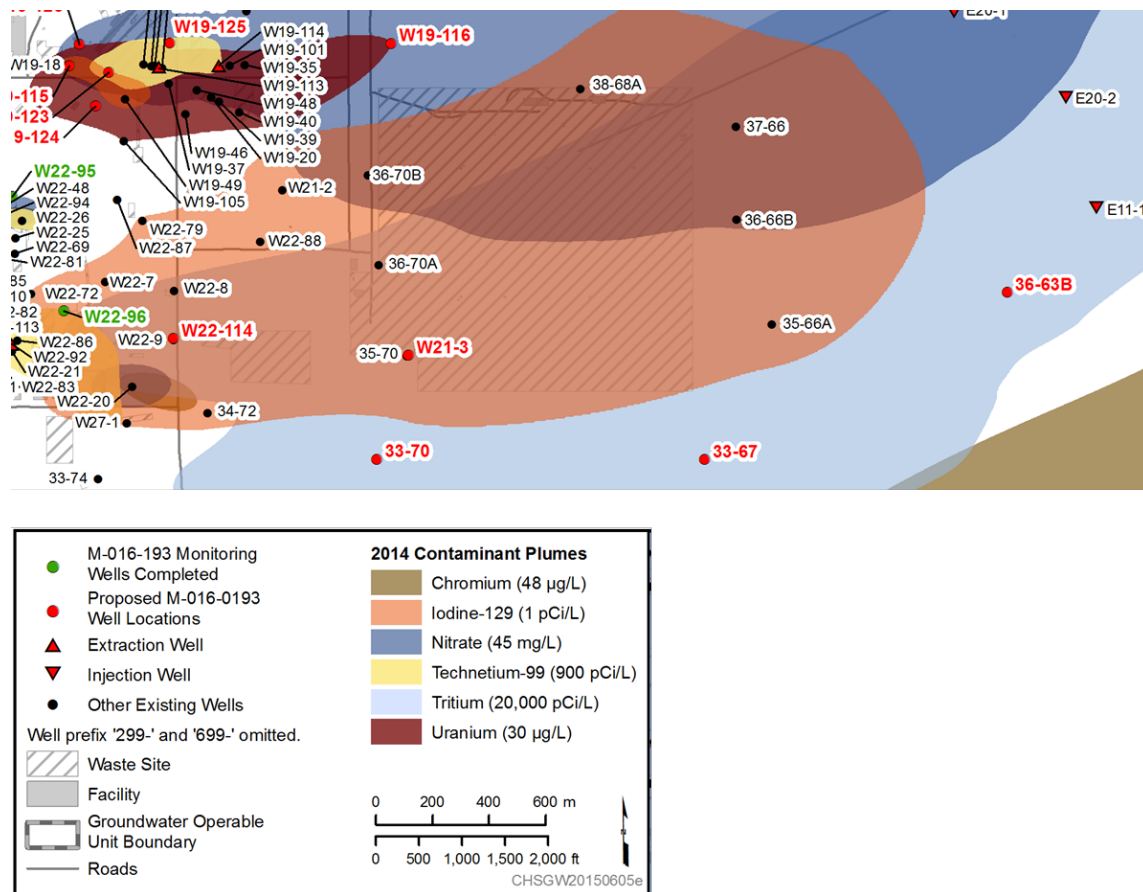 W19-125
W19-116
E20-1
W19-114
W19-101
W19-18
W19-35
W19-113
38-68A
E20-2
W19-48
W19-40
37-66
W19-39
W19-20
W19-46
W19-37
W22-95
W19-49
36-70B
W22-48
W21-2
W22-94
W19-105
W22-26
W22-79
36-66B
W22-25
W22-88
W22-69
W22-87
W22-81
36-70A
W22-7
36-63B
W22-72
W22-8
W22-96
35-66A
W22-114
W22-9
W22-86
W21-3
35-70
W22-92
W22-21
W22-83
W22-20
34-72
W27-1
33-70
33-67
33-74
M-016-193 Monitoring
Wells Completed
Proposed M-016-0193
Well Locations
Extraction Well
Injection Well
Other Existing Wells
Well prefix '299-' and '699-' omitted.
Waste Site
Facility
Groundwater Operable
Unit Boundary
Roads
2014 Contaminant Plumes
Chromium (48 µg/L)
Iodine-129 (1 pCi/L)
Nitrate (45 mg/L)
Technetium-99 (900 pCi/L)
Tritium (20,000 pCi/L)
Uranium (30 µg/L)
0 200 400 600 m
0 500 1,000 1,500 2,000 ft
CHSGW20150605e